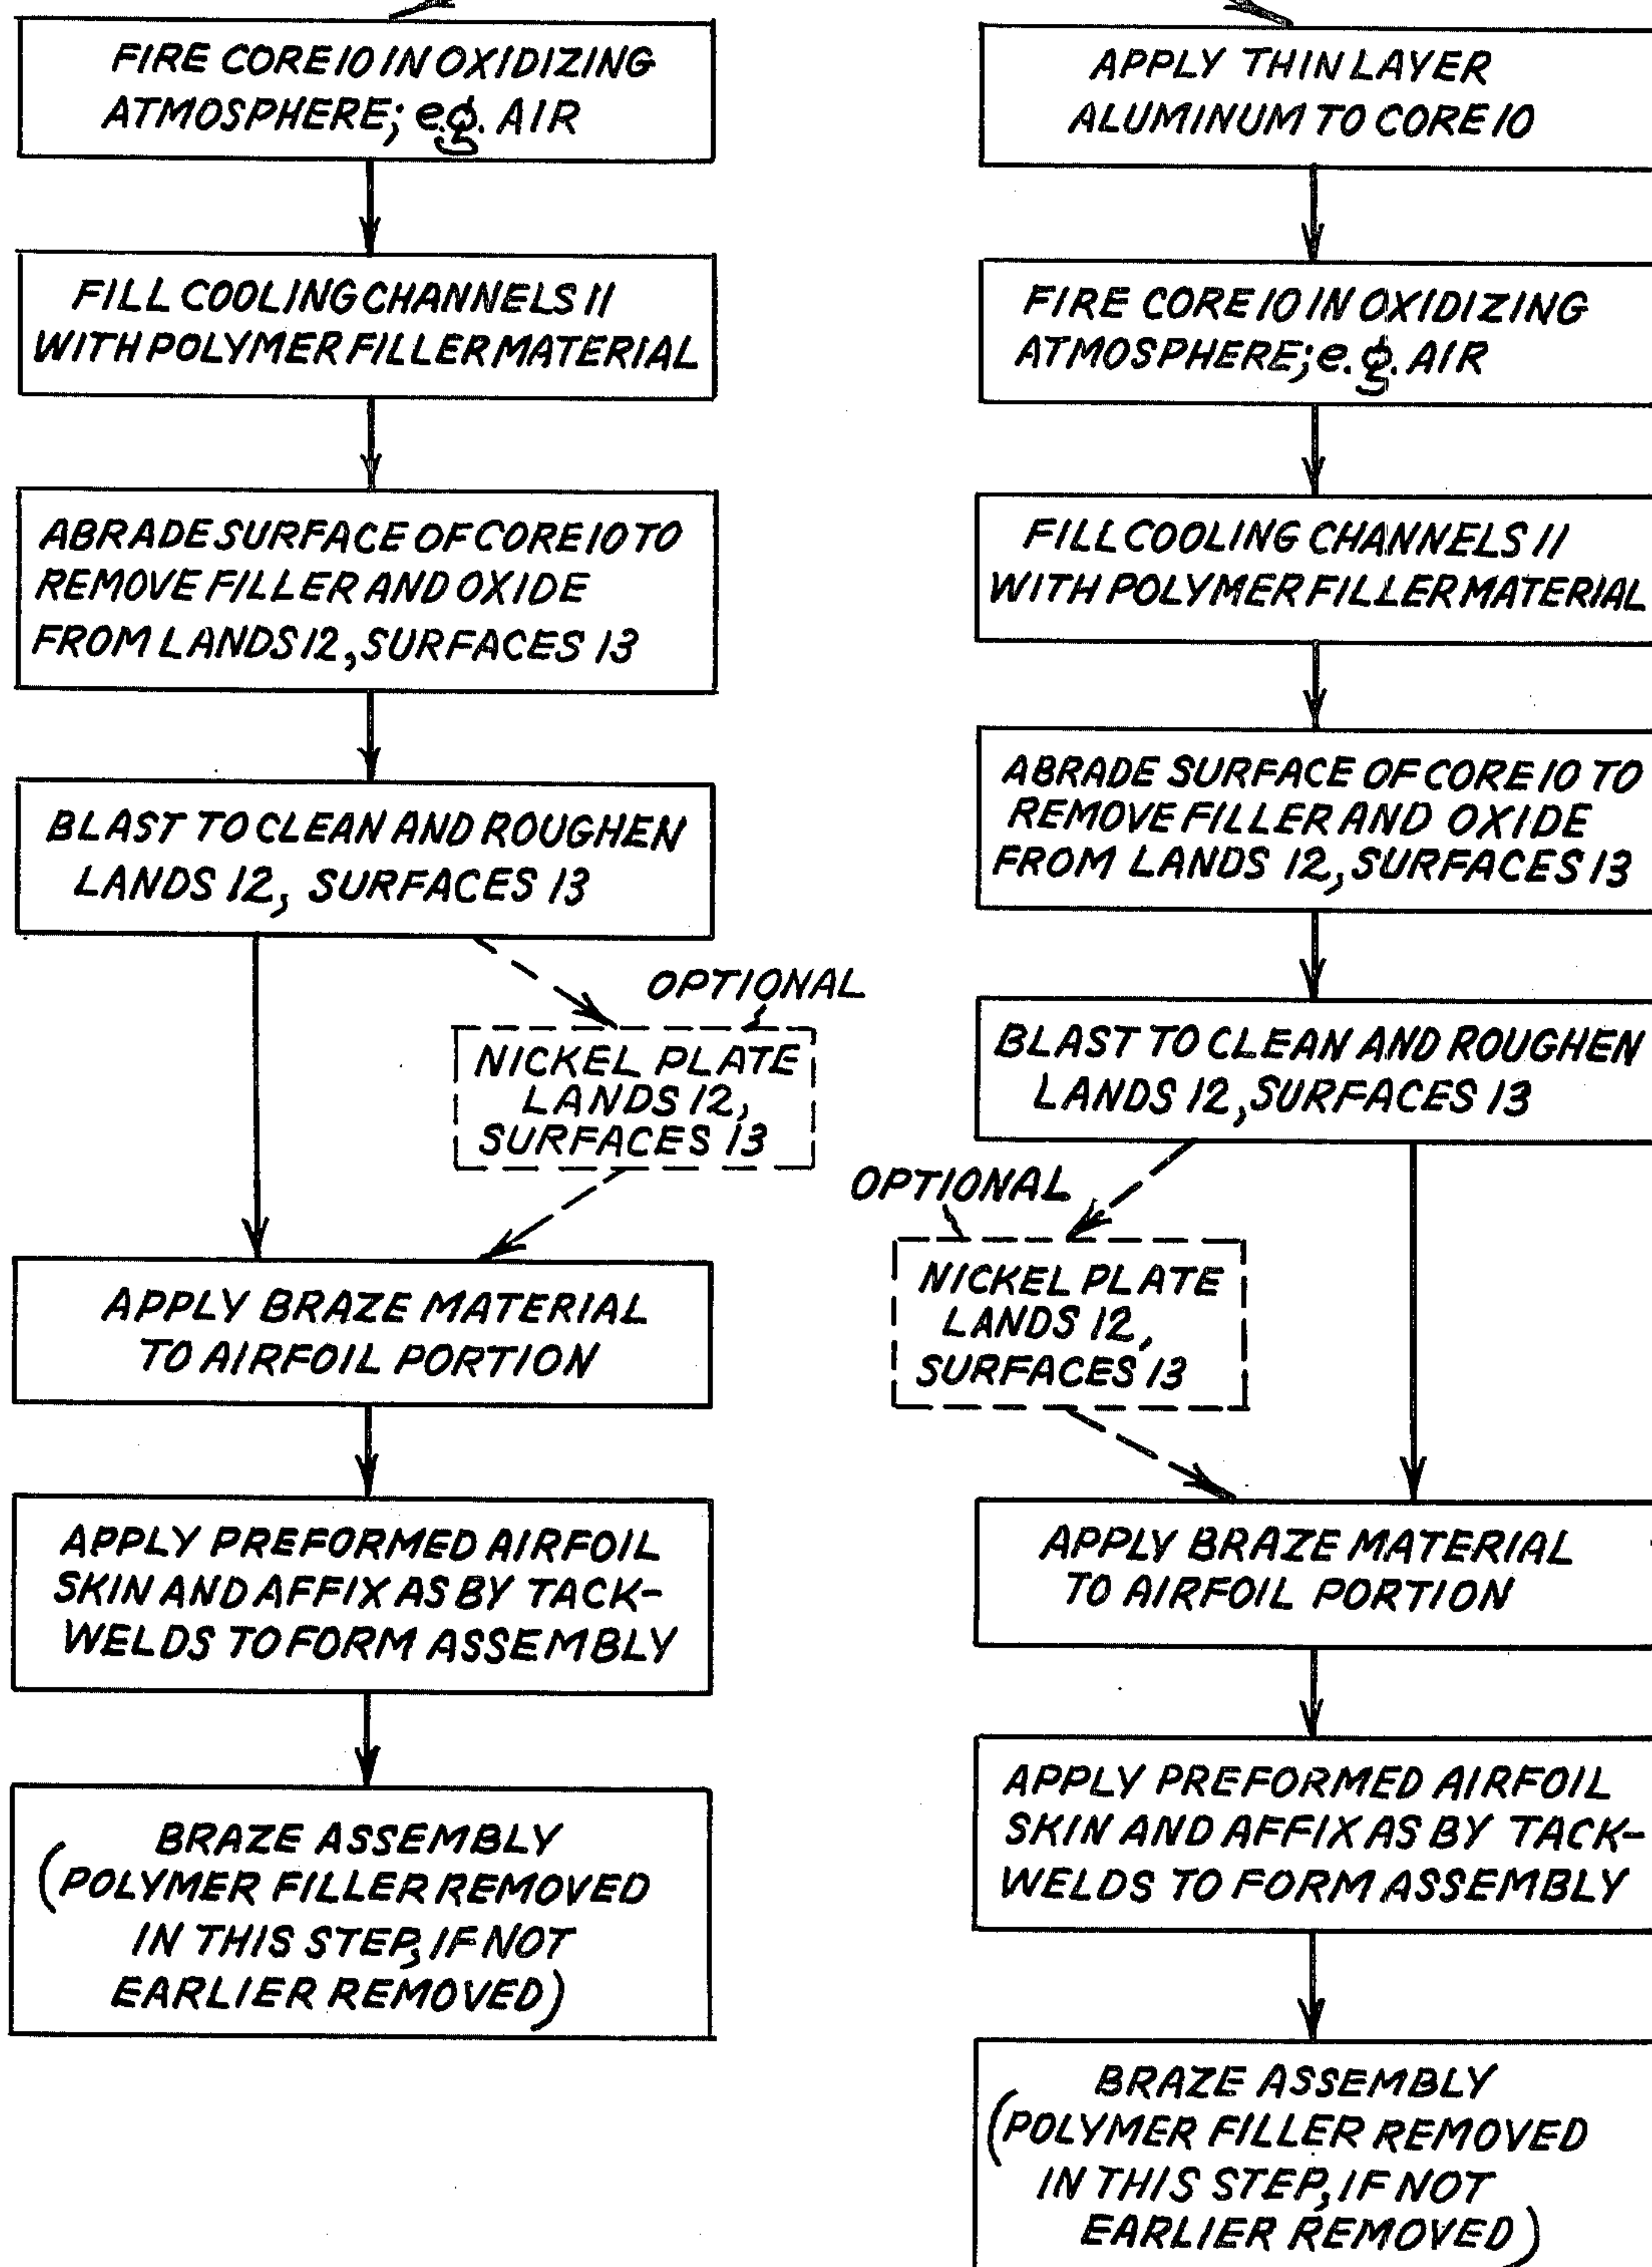 FIRE CORE 10 IN OXIDIZING
ATMOSPHERE; e.g. AIR
FILL COOLING CHANNELS 11
WITH POLYMER FILLER MATERIAL
ABRADE SURFACE OF CORE 10 TO
REMOVE FILLER AND OXIDE
FROM LANDS 12, SURFACES 13
BLAST TO CLEAN AND ROUGHEN
LANDS 12, SURFACES 13
OPTIONAL
NICKEL PLATE
LANDS 12,
SURFACES 13
APPLY BRAZE MATERIAL
TO AIRFOIL PORTION
APPLY PREFORMED AIRFOIL
SKIN AND AFFIX AS BY TACK-
WELDS TO FORM ASSEMBLY
BRAZE ASSEMBLY
(POLYMER FILLER REMOVED
IN THIS STEP, IF NOT
EARLIER REMOVED)
APPLY THIN LAYER
ALUMINUM TO CORE 10
FIRE CORE 10 IN OXIDIZING
ATMOSPHERE; e.g. AIR
FILL COOLING CHANNELS 11
WITH POLYMER FILLER MATERIAL
ABRADE SURFACE OF CORE 10 TO
REMOVE FILLER AND OXIDE
FROM LANDS 12, SURFACES 13
BLAST TO CLEAN AND ROUGHEN
LANDS 12, SURFACES 13
OPTIONAL
NICKEL PLATE
LANDS 12,
SURFACES 13
APPLY BRAZE MATERIAL
TO AIRFOIL PORTION
APPLY PREFORMED AIRFOIL
SKIN AND AFFIX AS BY TACK-
WELDS TO FORM ASSEMBLY
BRAZE ASSEMBLY
(POLYMER FILLER REMOVED
IN THIS STEP, IF NOT
EARLIER REMOVED)